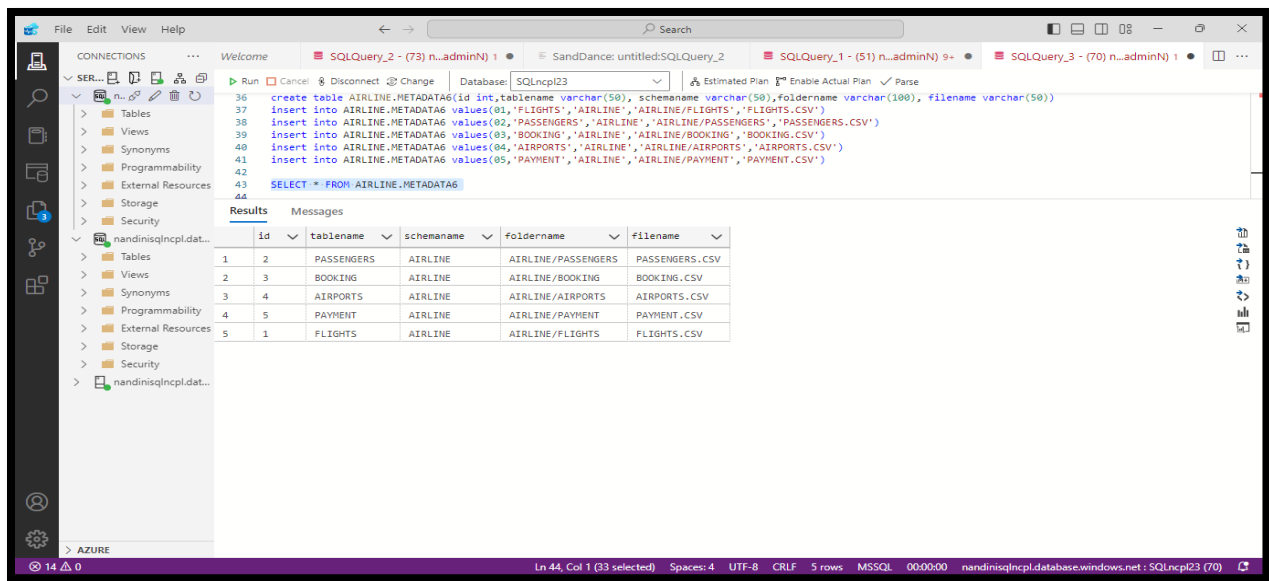 File Edit View Help
Search
CONNECTIONS ...
Welcome
SQLQuery_2 - (73) n...adminN) 1
SandDance: untitled:SQLQuery_2
SQLQuery_1 - (51) n...adminN) 9+
SQLQuery_3 - (70) n...adminN) 1
SER...
Run Cancel Disconnect Change Database: SQLncpl23 Estimated Plan Enable Actual Plan Parse
n...
Tables
Views
Synonyms
Programmability
External Resources
Storage
Security
nandinisqlncpl.dat...
Tables
Views
Synonyms
Programmability
External Resources
Storage
Security
nandinisqlncpl.dat...
AZURE
36 create table AIRLINE.METADATA6(id int,tablename varchar(50), schemaname varchar(50),foldername varchar(100), filename varchar(50))
37 insert into AIRLINE.METADATA6 values(01,'FLIGHTS','AIRLINE','AIRLINE/FLIGHTS','FLIGHTS.CSV')
38 insert into AIRLINE.METADATA6 values(02,'PASSENGERS','AIRLINE','AIRLINE/PASSENGERS','PASSENGERS.CSV')
39 insert into AIRLINE.METADATA6 values(03,'BOOKING','AIRLINE','AIRLINE/BOOKING','BOOKING.CSV')
40 insert into AIRLINE.METADATA6 values(04,'AIRPORTS','AIRLINE','AIRLINE/AIRPORTS','AIRPORTS.CSV')
41 insert into AIRLINE.METADATA6 values(05,'PAYMENT','AIRLINE','AIRLINE/PAYMENT','PAYMENT.CSV')
42
43 SELECT * FROM AIRLINE.METADATA6
44
Results Messages
id tablename schemaname foldername filename
1 2 PASSENGERS AIRLINE AIRLINE/PASSENGERS PASSENGERS.CSV
2 3 BOOKING AIRLINE AIRLINE/BOOKING BOOKING.CSV
3 4 AIRPORTS AIRLINE AIRLINE/AIRPORTS AIRPORTS.CSV
4 5 PAYMENT AIRLINE AIRLINE/PAYMENT PAYMENT.CSV
5 1 FLIGHTS AIRLINE AIRLINE/FLIGHTS FLIGHTS.CSV
3
14 0 Ln 44, Col 1 (33 selected) Spaces: 4 UTF-8 CRLF 5 rows MSSQL 00:00:00 nandinisqlncpl.database.windows.net : SQLncpl23 (70)